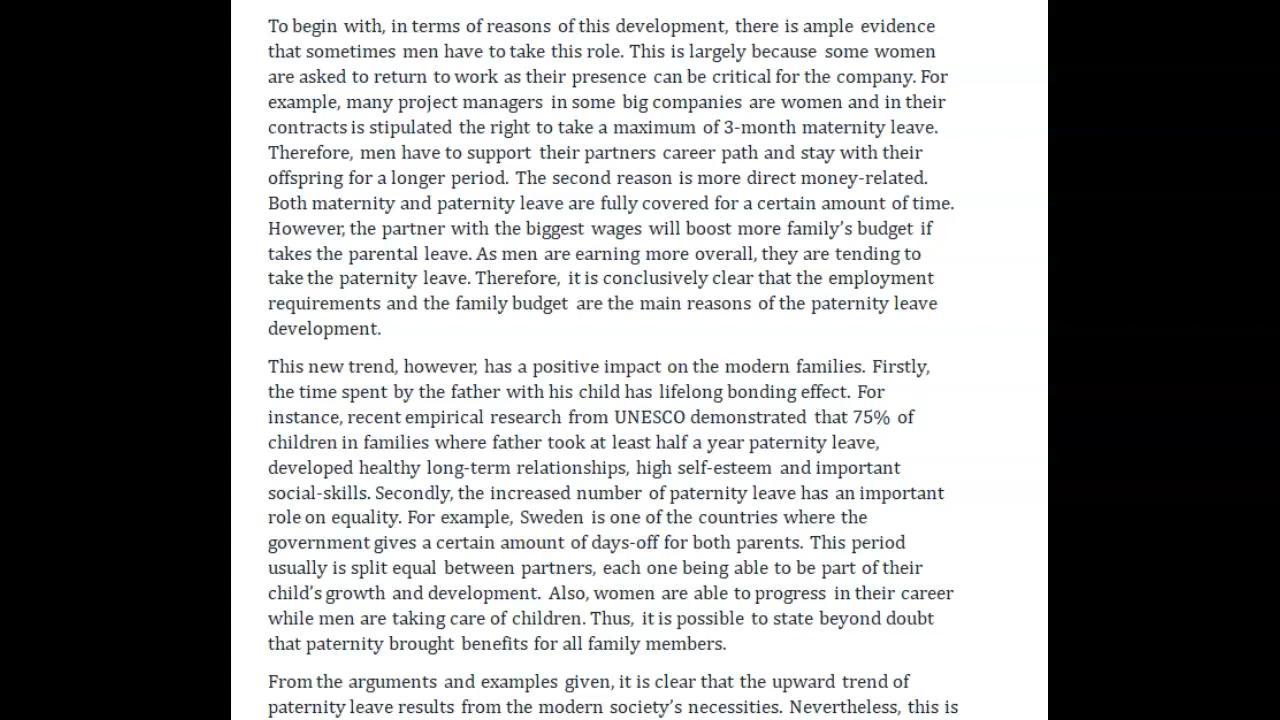 To begin with, in terms of reasons of this development, there is ample evidence
that sometimes men have to take this role. This is largely because some women
are asked to return to work as their presence can be critical for the company. For
example, many project managers in some big companies are women and in their
contracts is stipulated the right to take a maximum of 3-month maternity leave.
Therefore, men have to support their partners career path and stay with their
offspring for a longer period. The second reason is more direct money-related.
Both maternity and paternity leave are fully covered for a certain amount of time.
However, the partner with the biggest wages will boost more family's budget if
takes the parental leave. As men are earning more overall, they are tending to
take the paternity leave. Therefore, it is conclusively clear that the employment
requirements and the family budget are the main reasons of the paternity leave
development.
This new trend, however, has a positive impact on the modern families. Firstly,
the time spent by the father with his child has lifelong bonding effect. For
instance, recent empirical research from UNESCO demonstrated that 75% of
children in families where father took at least half a year paternity leave,
developed healthy long-term relationships, high self-esteem and important
social-skills. Secondly, the increased number of paternity leave has an important
role on equality. For example, Sweden is one of the countries where the
government gives a certain amount of days-off for both parents. This period
usually is split equal between partners, each one being able to be part of their
child's growth and development. Also, women are able to progress in their career
while men are taking care of children. Thus, it is possible to state beyond doubt
that paternity brought benefits for all family members.
From the arguments and examples given, it is clear that the upward trend of
paternity leave results from the modern society's necessities. Nevertheless, this is